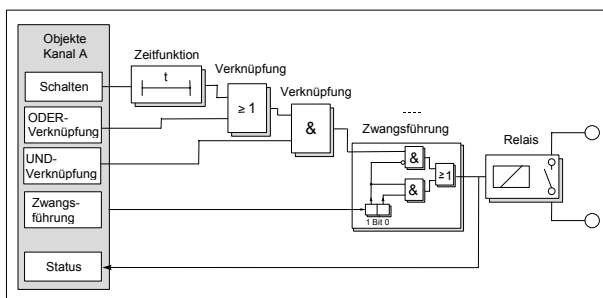 Objekte
Kanal A
Zeitfunktion
Verknüpfung
Schalten
t
Verknüpfung
≥ 1
ODER-
Verknüpfung
&
Zwangsführung
Relais
UND-
Verknüpfung
&
≥1
&
Zwangs-
führung
1 Bit 0
Status